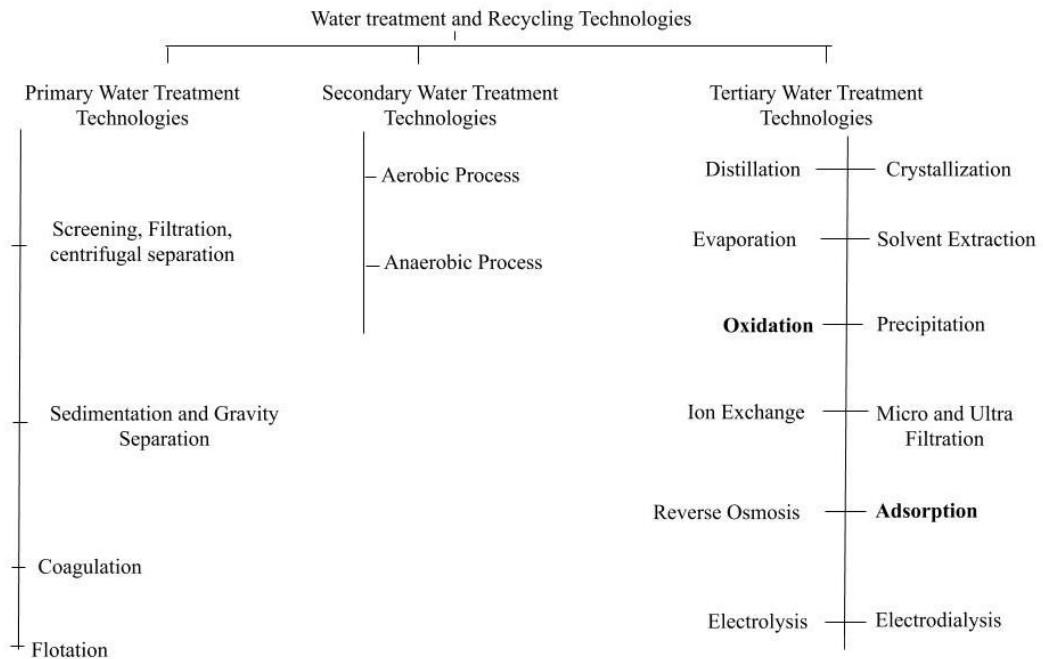 Water treatment and Recycling Technologies
Primary Water Treatment
Technologies
Screening, Filtration,
centrifugal separation
Sedimentation and Gravity
Separation
Coagulation
Flotation
Secondary Water Treatment
Technologies
Aerobic Process
Anaerobic Process
Tertiary Water Treatment
Technologies
Distillation
Crystallization
Evaporation
Solvent Extraction
Oxidation
Precipitation
Ion Exchange
Micro and Ultra
Filtration
Reverse Osmosis
Adsorption
Electrolysis
Electrodialysis